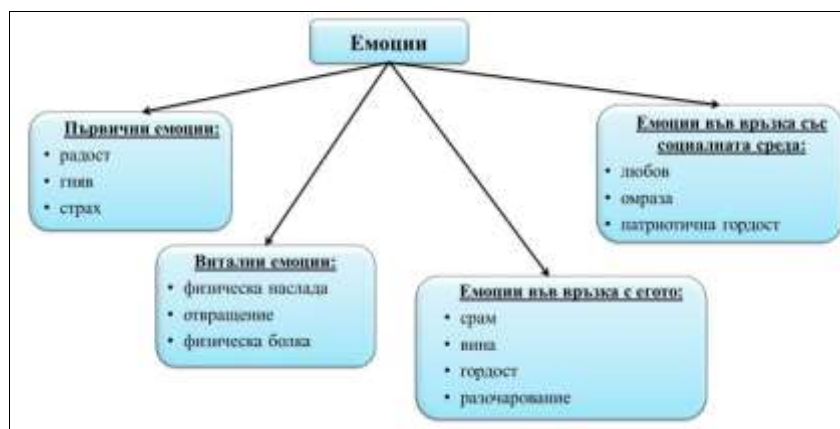 Емоции
Първични емоции:
• радост
• гняв
• страх
Витални емоции:
• физическа наслада
• отвращение
• физическа болка
Емоции във връзка с егото:
• срам
• вина
• гордост
• разочарование
Емоции във връзка със
социалната среда:
• любов
• омраза
• патриотична гордост